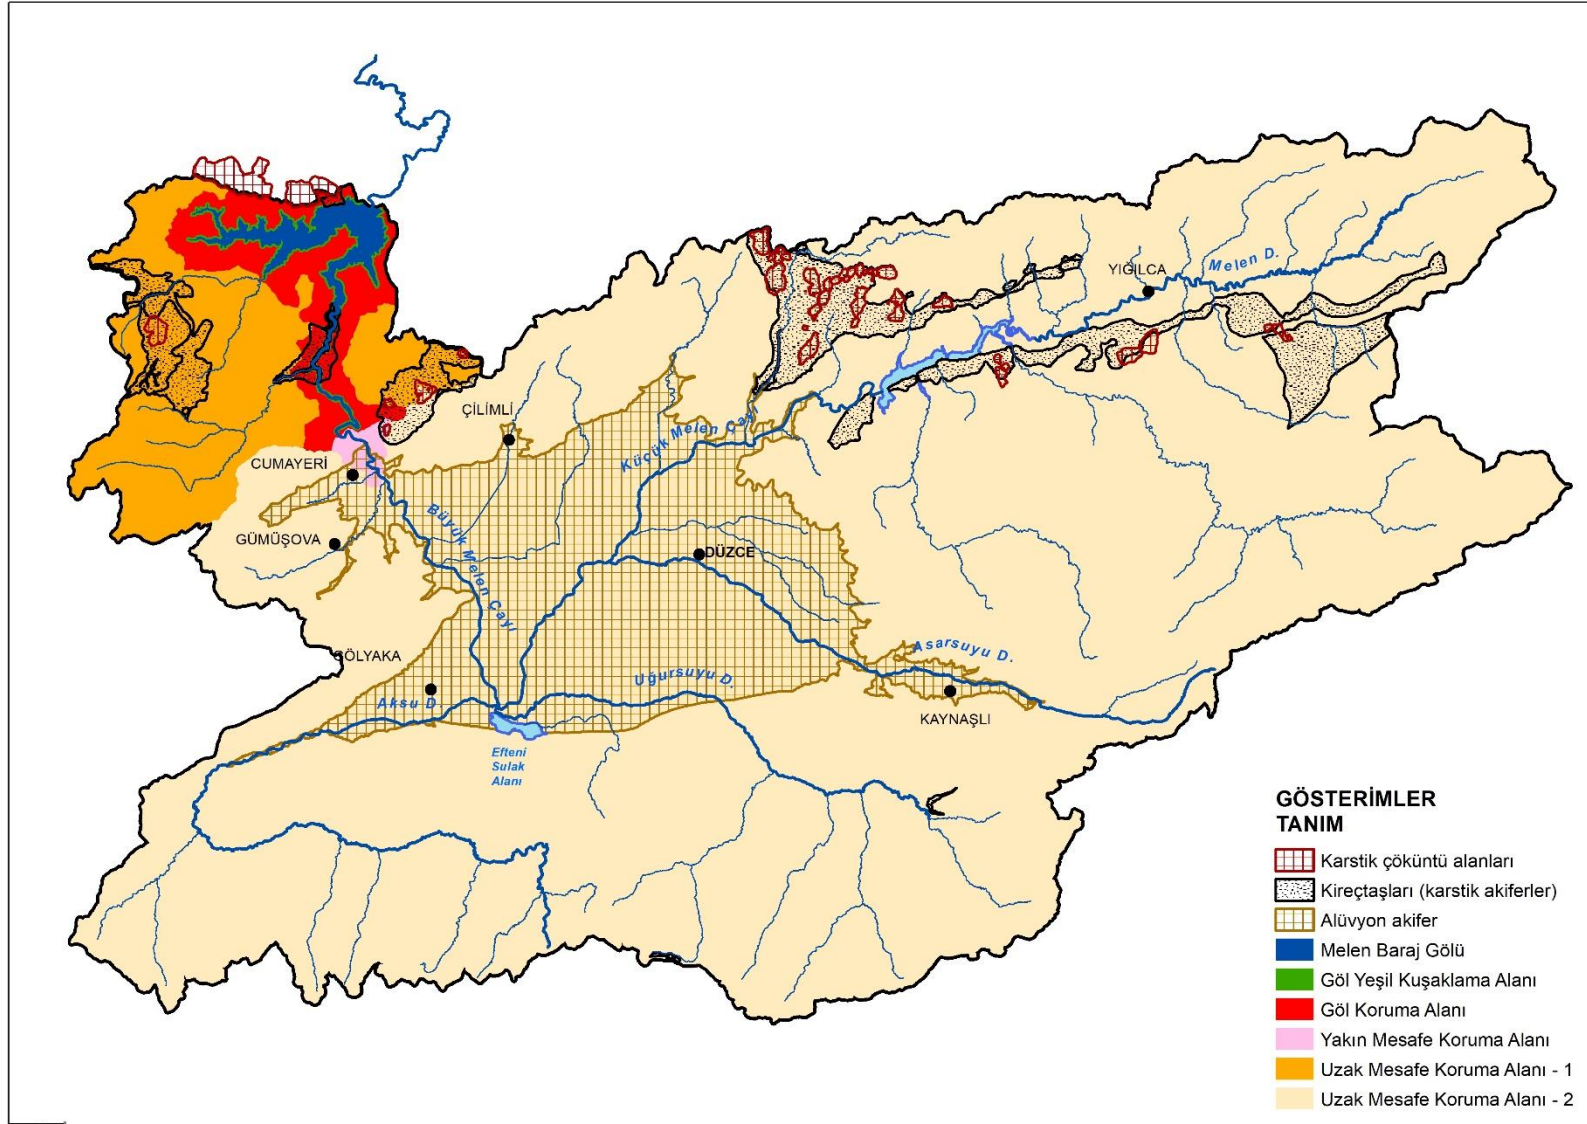 YIĞILCA
Melen D.
ÇİLİMLİ
Küçük Melen Çayı
CUMAYERİ
Büyük Melen Çayı
GÜMÜŞOVA
DÜZCE
GÖLYAKA
Asarsuyu D.
Uğursuyu D.
Aksu D.
KAYNAŞLI
Efteni
Sulak
Alanı
GÖSTERİMLER
TANIM
Karstik çöküntü alanları
Kireçtaşları (karstik akiferler)
Alüvyon akifer
Melen Baraj Gölü
Göl Yeşil Kuşaklama Alanı
Göl Koruma Alanı
Yakın Mesafe Koruma Alanı
Uzak Mesafe Koruma Alanı - 1
Uzak Mesafe Koruma Alanı - 2